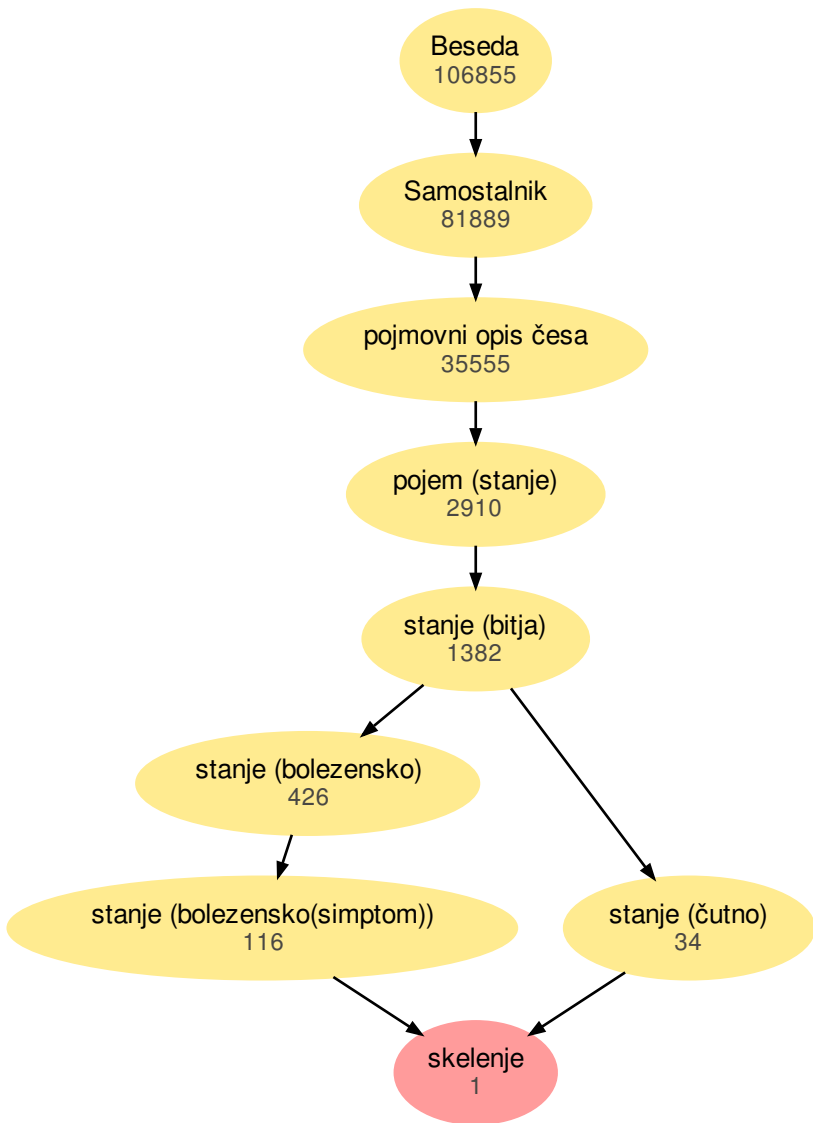 Beseda
106855
Samostalnik
81889
pojmovni opis česa
35555
pojem (stanje)
2910
stanje (bitja)
1382
stanje (bolezensko)
426
stanje (bolezensko(simptom))
116
stanje (čutno)
34
skelenje
1